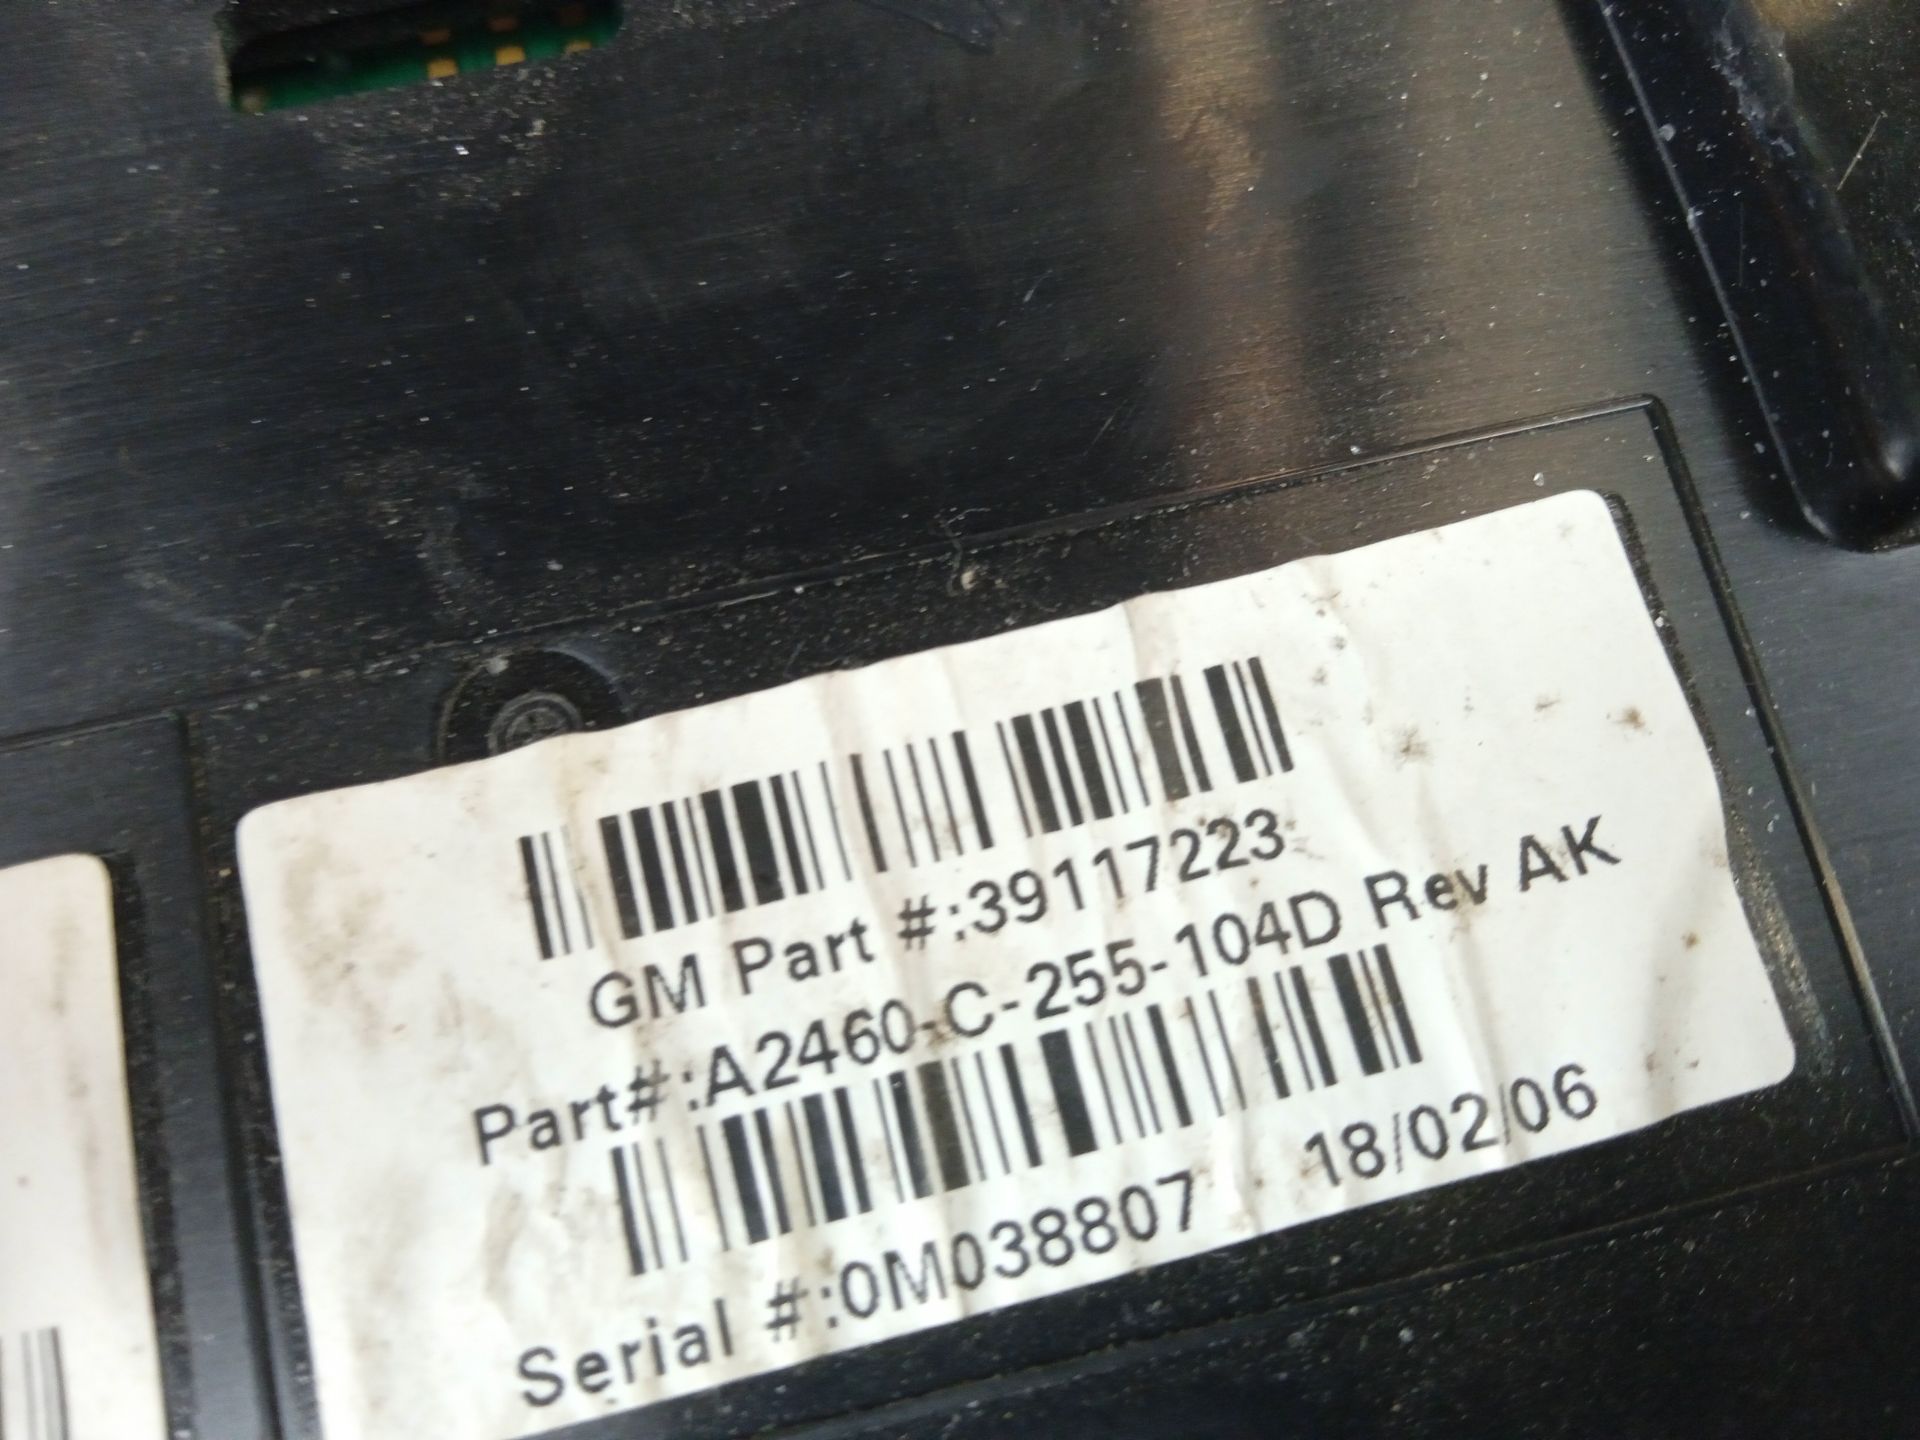 GM Part #:39117223
Part#:A2460-C-255-104D Rev AK
Serial #:0M038807 18/02/06